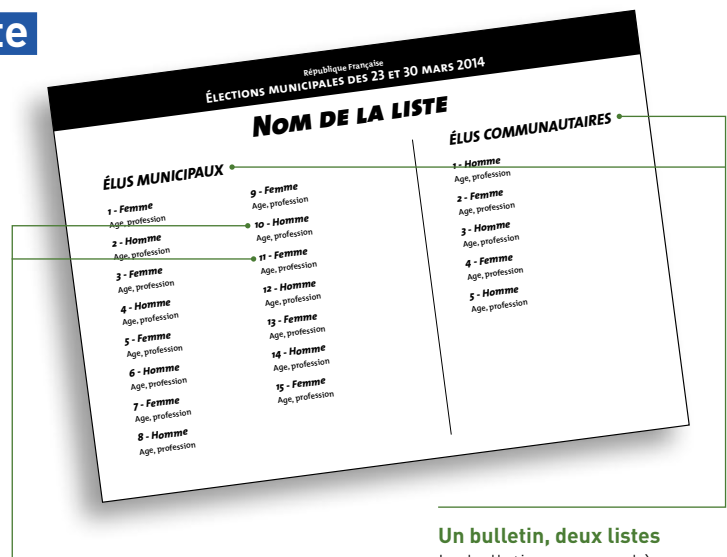 te
République Française
Élections municipales des 23 et 30 mars 2014
Nom de la liste
ÉLUS MUNICIPAUX
1 - Femme
Age, profession
2 - Homme
Age, profession
3 - Femme
Age, profession
4 - Homme
Age, profession
5 - Femme
Age, profession
6 - Homme
Age, profession
7 - Femme
Age, profession
8 - Homme
Age, profession
9 - Femme
Age, profession
10 - Homme
Age, profession
11 - Femme
Age, profession
12 - Homme
Age, profession
13 - Femme
Age, profession
14 - Homme
Age, profession
15 - Femme
Age, profession
ÉLUS COMMUNAUTAIRES
1 - Homme
Age, profession
2 - Femme
Age, profession
3 - Homme
Age, profession
4 - Femme
Age, profession
5 - Homme
Age, profession
Un bulletin, deux listes